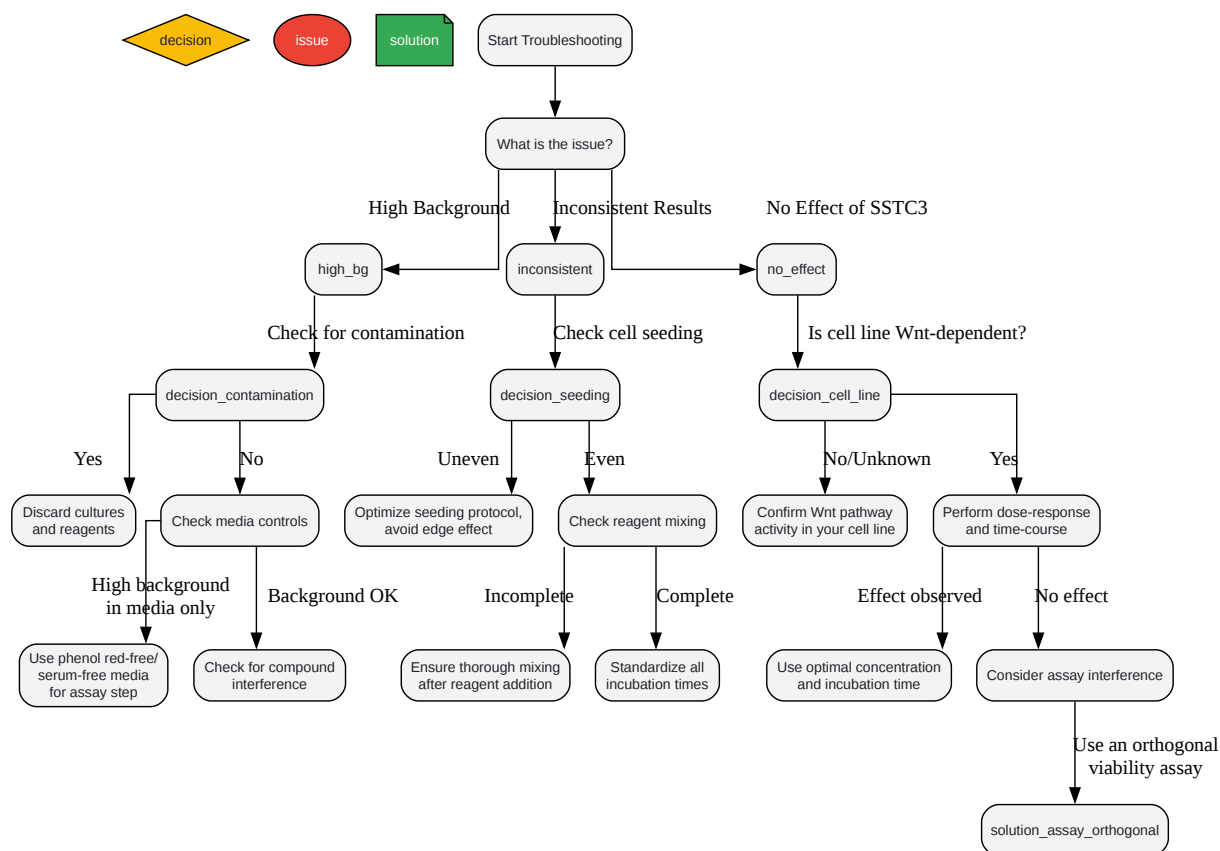 decision
issue
solution
Start Troubleshooting
What is the issue?
High Background
Inconsistent Results
No Effect of SSTC3
high_bg
inconsistent
no_effect
Check for contamination
Check cell seeding
Is cell line Wnt-dependent?
decision_contamination
decision_seeding
decision_cell_line
Yes
No
Uneven
Even
No/Unknown
Yes
Discard cultures
and reagents
Check media controls
Optimize seeding protocol,
avoid edge effect
Check reagent mixing
Confirm Wnt pathway
activity in your cell line
Perform dose-response
and time-course
High background
in media only
Background OK
Incomplete
Complete
Effect observed
No effect
Use phenol red-free/
serum-free media
for assay step
Check for compound
interference
Ensure thorough mixing
after reagent addition
Standardize all
incubation times
Use optimal concentration
and incubation time
Consider assay interference
Use an orthogonal
viability assay
solution_assay_orthogonal